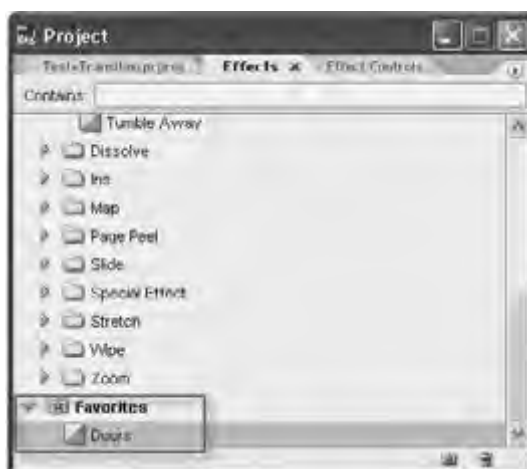 Project
Effects
Effect Controls
Contains:
Tumble Away
Dissolve
Iris
Map
Page Peel
Slide
Special Effect
Stretch
Wipe
Zoom
Favorites
Doors